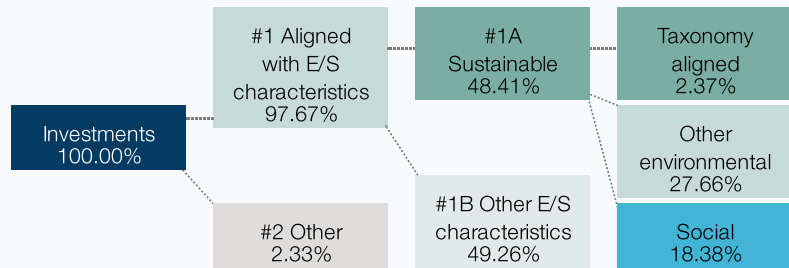 Investments
100.00%
#1 Aligned
with E/S
characteristics
97.67%
#2 Other
2.33%
#1A
Sustainable
48.41%
#1B Other E/S
characteristics
49.26%
Taxonomy
aligned
2.37%
Other
environmental
27.66%
Social
18.38%